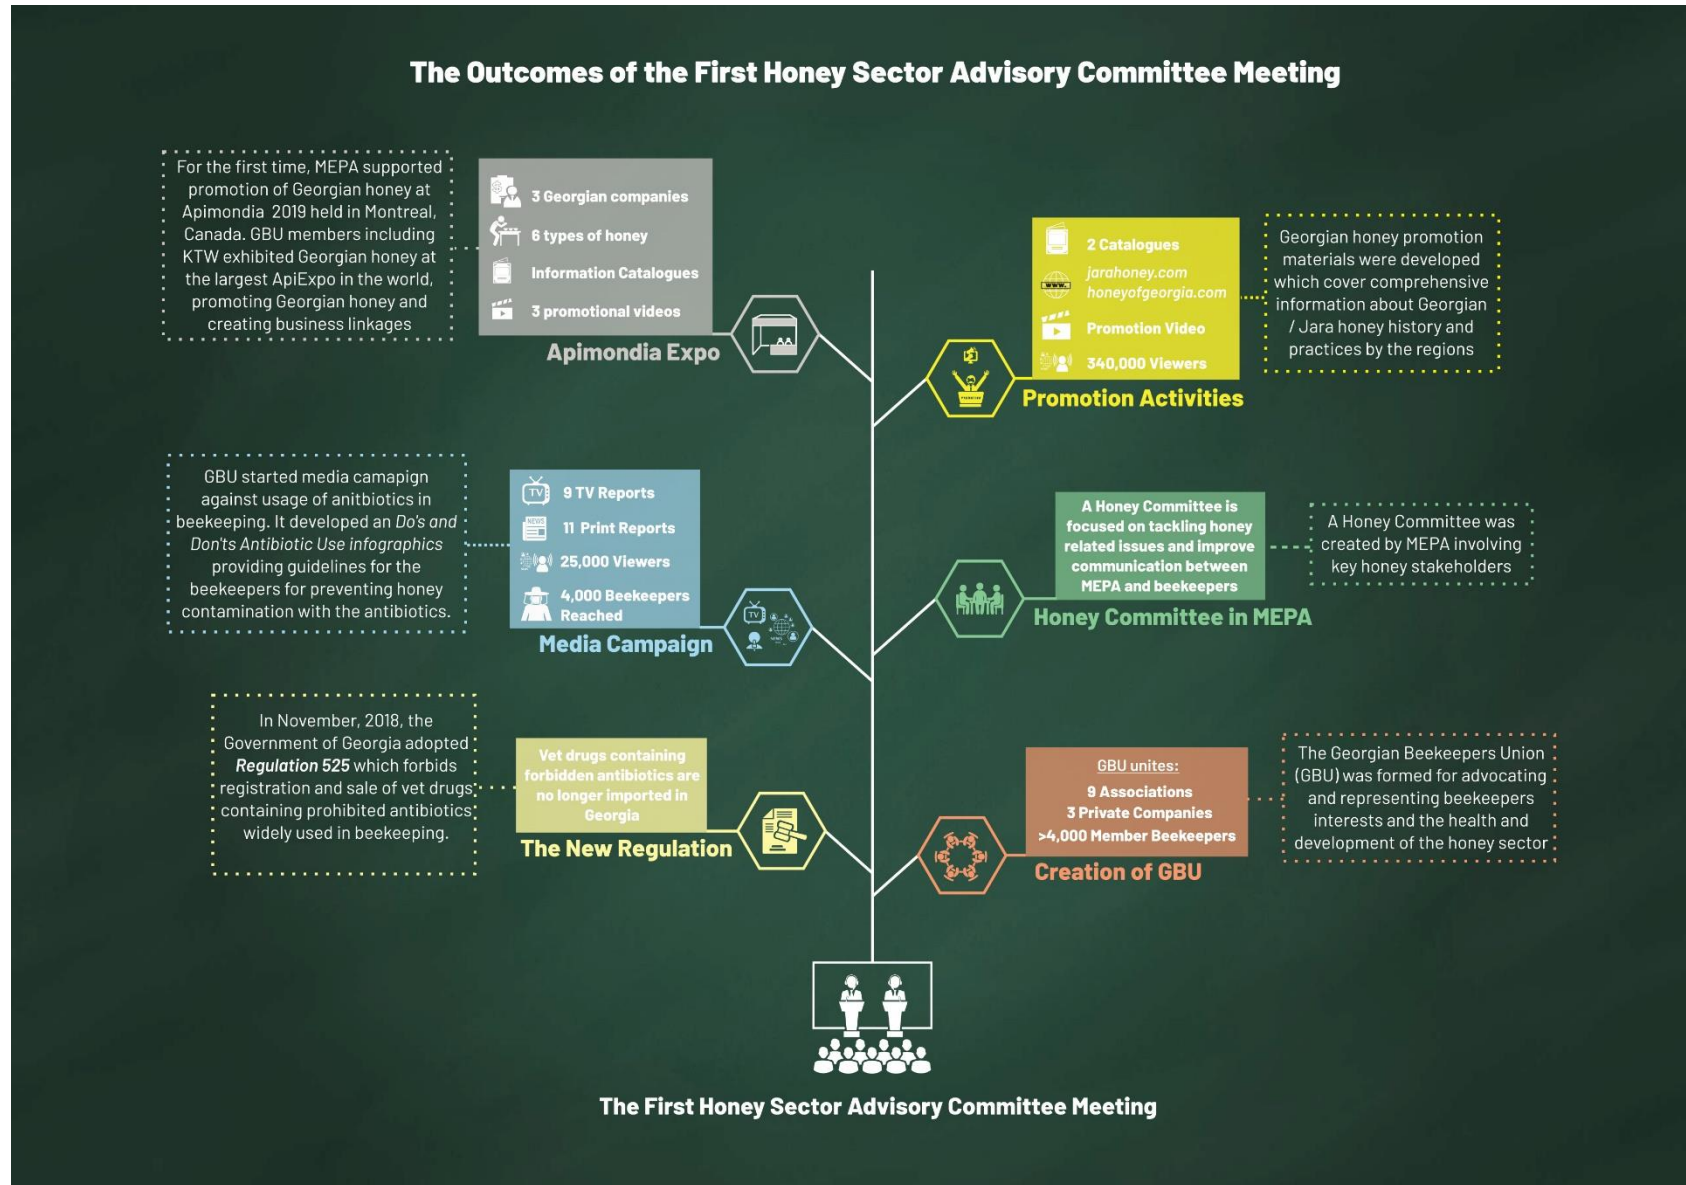 The Outcomes of the First Honey Sector Advisory Committee Meeting
For the first time, MEPA supported
promotion of Georgian honey at
Apimondia 2019 held in Montreal,
Canada. GBU members including
KTW exhibited Georgian honey at
the largest ApiExpo in the world,
promoting Georgian honey and
creating business linkages
3 Georgian companies
6 types of honey
Information Catalogues
3 promotional videos
Apimondia Expo
2 Catalogues
jarahoney.com
www.
honeyofgeorgia.com
Promotion Video
340,000 Viewers
Promotion Activities
Georgian honey promotion
materials were developed
which cover comprehensive
information about Georgian
/ Jara honey history and
practices by the regions
GBU started media camapign
against usage of anitbiotics in
beekeeping. It developed an Do's and
Don'ts Antibiotic Use infographics
providing guidelines for the
beekeepers for preventing honey
contamination with the antibiotics.
TV
9 TV Reports
NEWS
11 Print Reports
25,000 Viewers
4,000 Beekeepers
Reached
Media Campaign
TV
A Honey Committee is
focused on tackling honey
related issues and improve
communication between
MEPA and beekeepers
Honey Committee in MEPA
A Honey Committee was
created by MEPA involving
key honey stakeholders
In November, 2018, the
Government of Georgia adopted
Regulation 525 which forbids
registration and sale of vet drugs
containing prohibited antibiotics
widely used in beekeeping.
Vet drugs containing
forbidden antibiotics are
no longer imported in
Georgia
The New Regulation
GBU unites:
9 Associations
3 Private Companies
>4,000 Member Beekeepers
Creation of GBU
The Georgian Beekeepers Union
(GBU) was formed for advocating
and representing beekeepers
interests and the health and
development of the honey sector
The First Honey Sector Advisory Committee Meeting